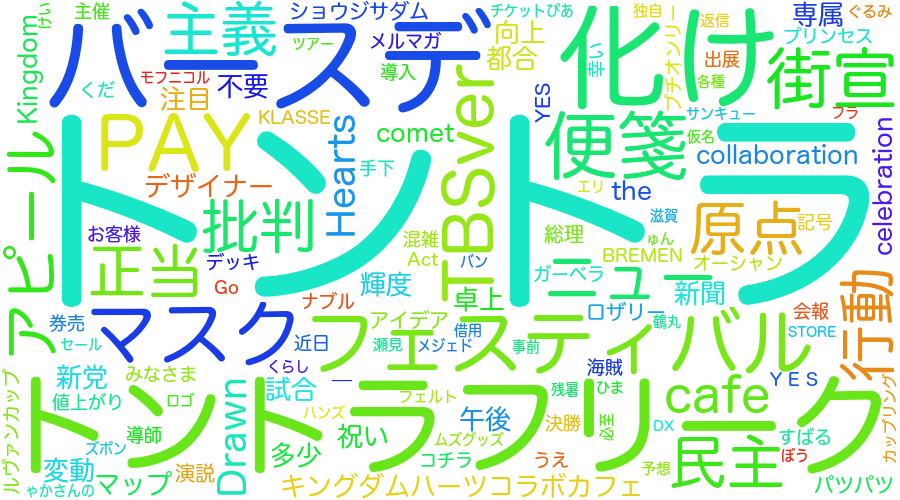 ショウジサダム
チケットぴあ
独自
専属
ぐるみ
けい
主催
主義
バースデー
ツアー
メルマガ
向上
都合
返信
プリンセス
Kingdom
モフニコル
不要
導入
幸い
化け
プチオンリー
出展
街宣
くだ
注目
各種
YES
サンキュー
フラ
PAY
KLASSE
comet
TBSver
便箋
仮名
トントラ
Hearts
手下
collaboration
celebration
アピール
デザイナー
エリ
the
批判
滋賀
原点
記号
お客様
混雑
総理
ゅん
正当
デッキ
Act
バン
BREMEN
オーシャン
Go
輝度
卓上
ガーベラ
ニュー
新聞
行動
券売
ナブル
アイデア
借用
ロザリー
鶴丸
会報
セール
マスク
近日
瀬見
メジェド
事前
STORE
フェスティバル
くらし
海賊
新党
みなさま
試合
一
フェルト
残暑
ひま
cafe
YES
ルヴァンカップ
値上がり
ロゴ
Drawn
ハンズ
午後
決勝
必至
DX
カップリング
トントラフリーク
導師
祝い
ムズグッズ
すばる
ズボン
多少
コチラ
うえ
予想
民主
ぼう
変動
演説
ゃかさんの
マップ
キングダムハーツコラボカフェ
パツパツ